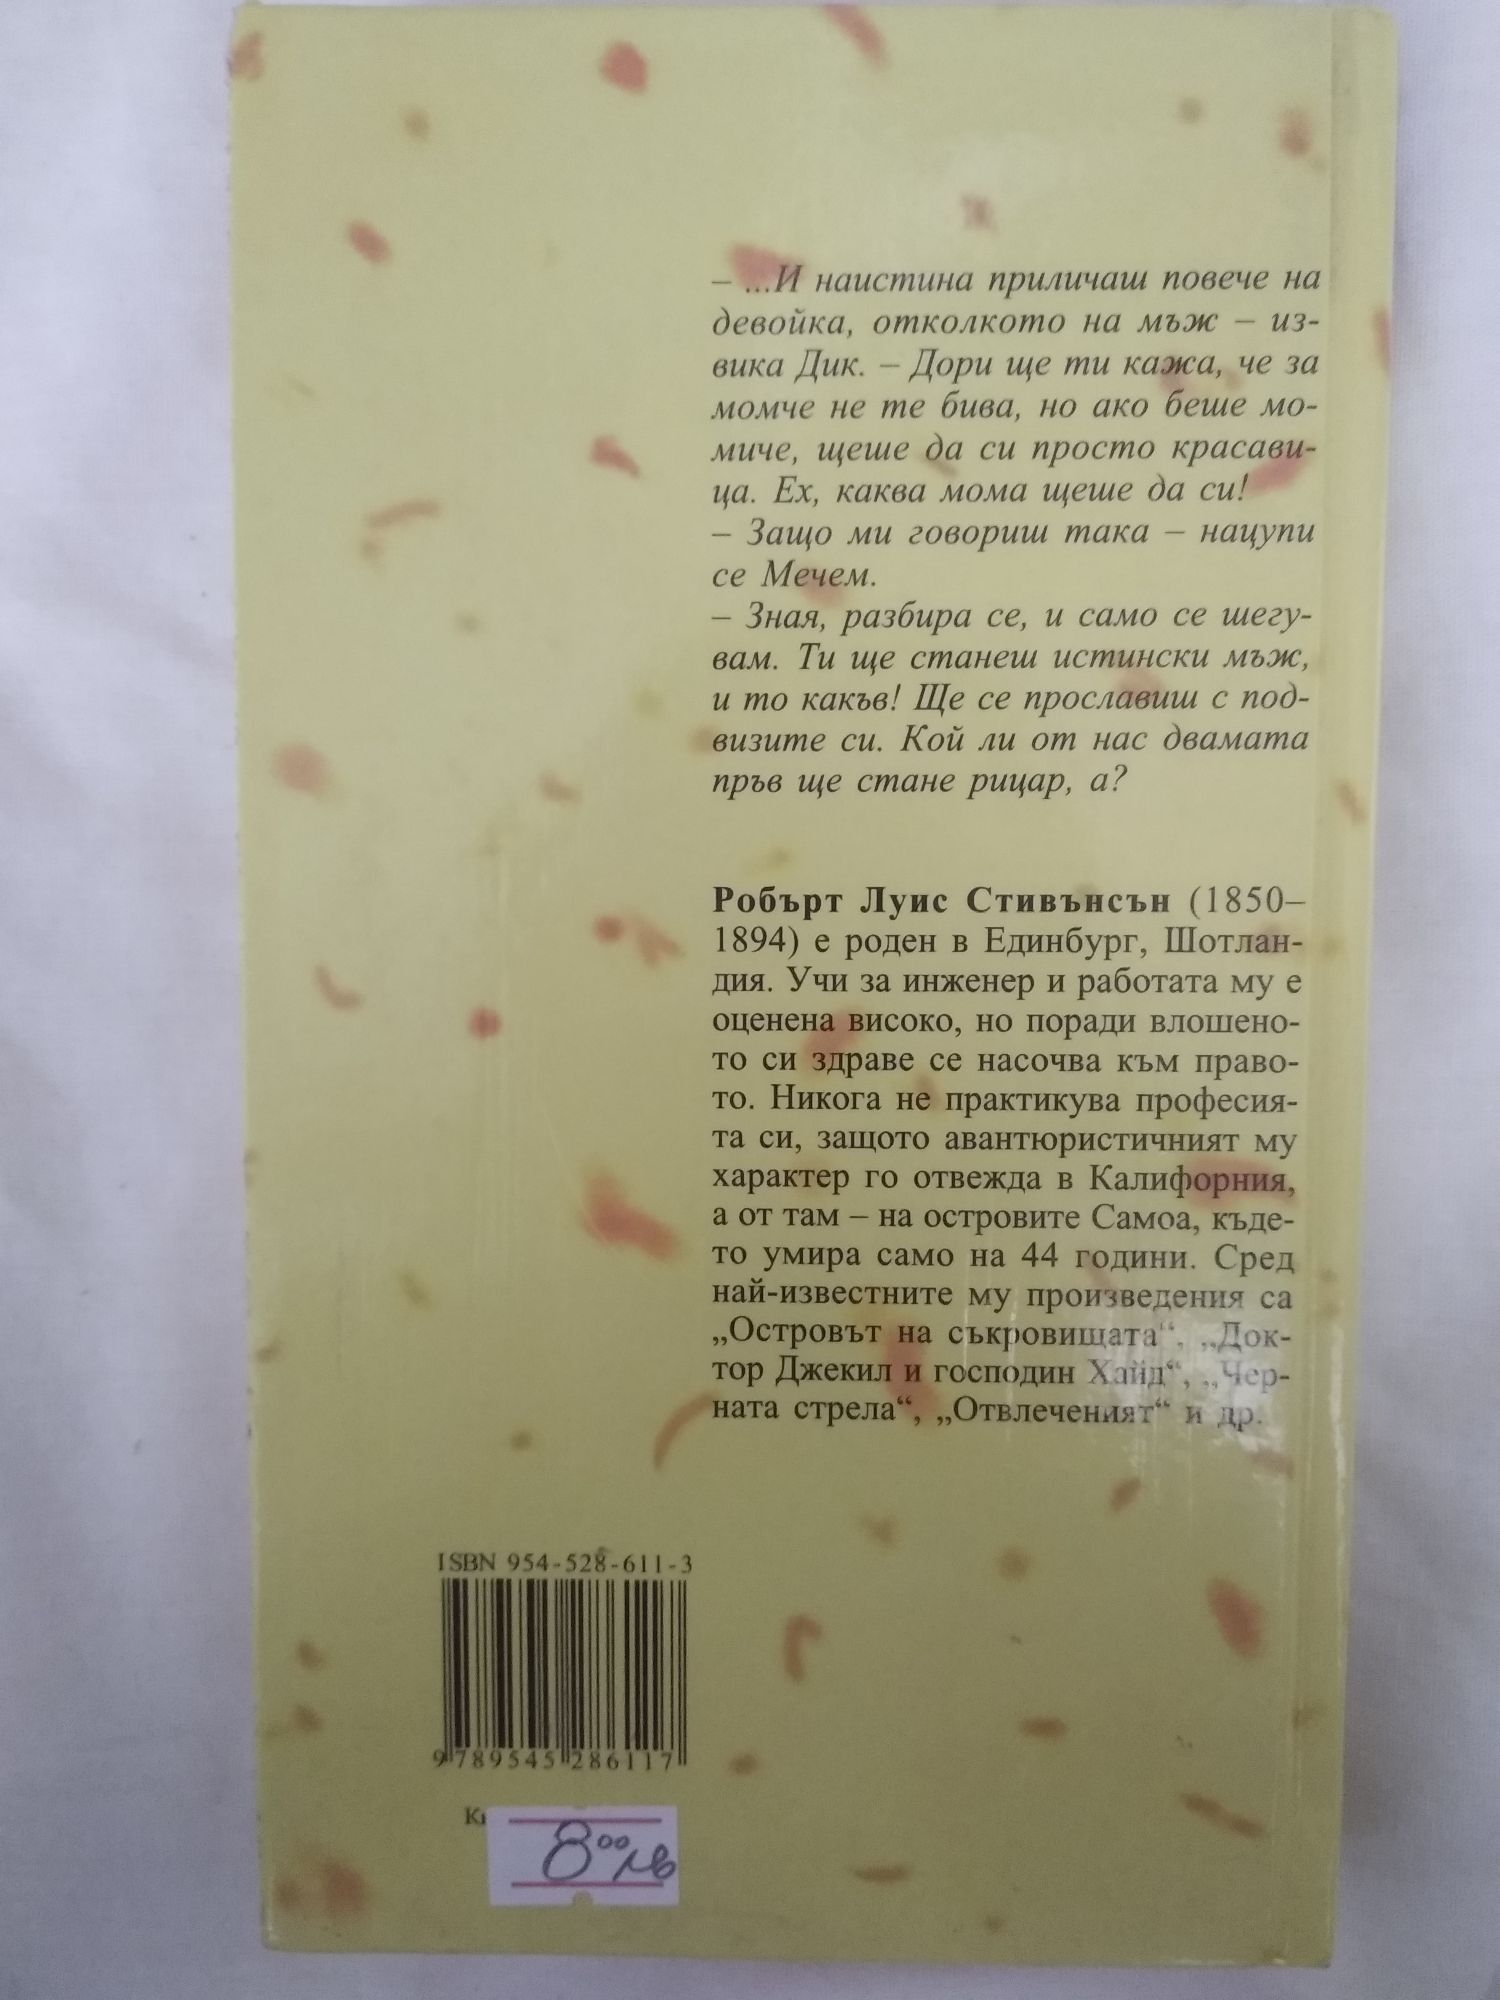 – ...И наистина приличаш повече на
девойка, отколкото на мъж – из-
вика Дик. – Дори ще ти кажа, че за
момче не те бива, но ако беше мо-
миче, щеше да си просто красави-
ца. Ех, каква мома щеше да си!
– Защо ми говориш така – нацупи
се Мечем.
– Зная, разбира се, и само се шегу-
вам. Ти ще станеш истински мъж,
и то какъв! Ще се прославиш с под-
визите си. Кой ли от нас двамата
пръв ще стане рицар, а?
Робърт Луис Стивънсън (1850–
1894) е роден в Единбург, Шотлан-
дия. Учи за инженер и работата му е
оценена високо, но поради влошено-
то си здраве се насочва към право-
то. Никога не практикува професия-
та си, защото авантюристичният му
характер го отвежда в Калифорния,
а от там – на островите Самоа, къде-
то умира само на 44 години. Сред
най-известните му произведения са
„Островът на съкровищата“, „Док-
тор Джекил и господин Хайд“, „Чер-
ната стрела“, „Отвлеченият“ и др.
ISBN 954-528-611-3
9 789545 286117
8⁰⁰лв